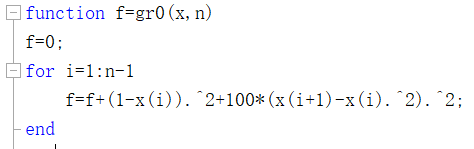 function f=gr0(x,n)
f=0;
for i=1:n-1
f=f+(1-x(i)).^2+100*(x(i+1)-x(i).^2).^2;
end